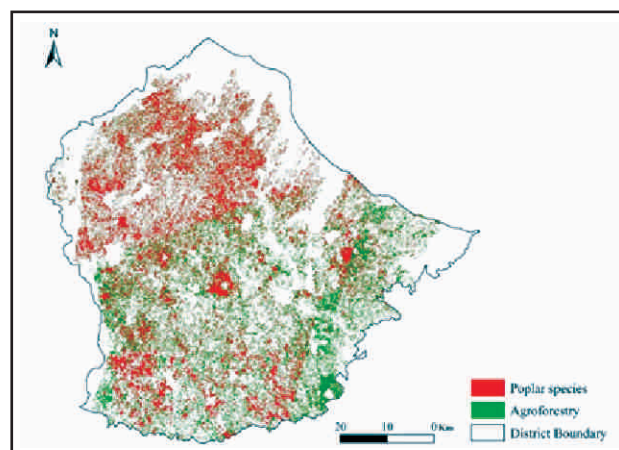 N
Poplar species
Agroforestry
District Boundary
20 10 0 Km